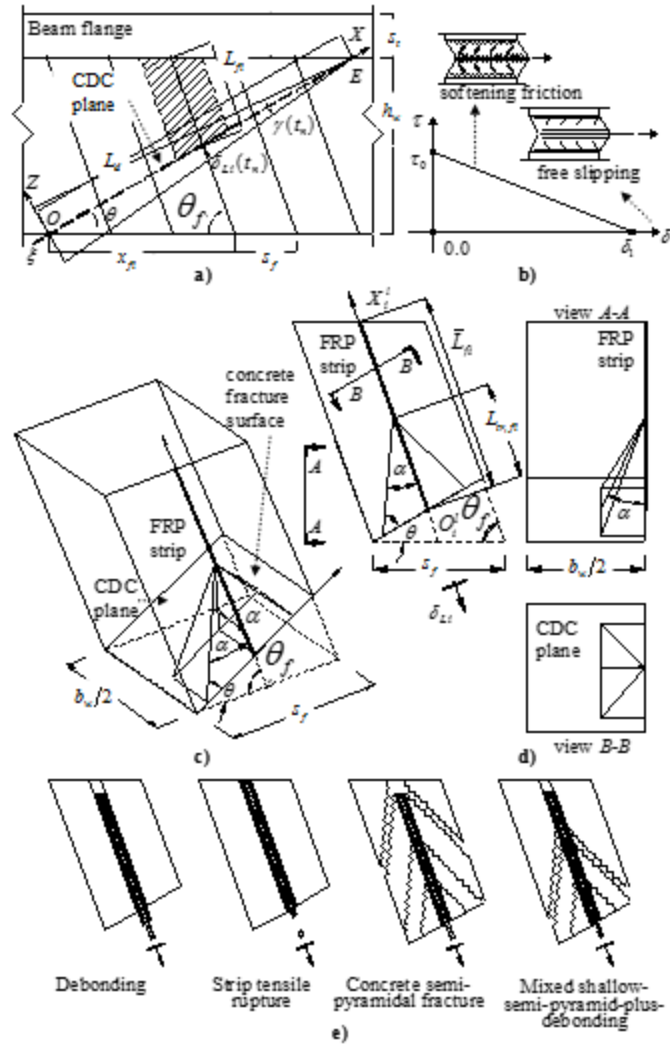 Beam flange
X
s_t
L_fi
E
CDC
plane
γ(t_n)
h_w
L_d
δ_Li(t_n)
Z
O
θ
θ_f
ξ
x_fi
s_f
a)
softening friction
τ
τ_0
free slipping
0.0
δ_1
δ
b)
concrete
fracture
surface
FRP
strip
CDC
plane
α
α
θ
θ_f
b_w/2
s_f
c)
X_i^l
FRP
strip
B
B
L̅_fi
L_tr,fi
A
A
α
θ
O_i^l
θ_f
s_f
δ_Li
view A-A
FRP
strip
α
b_w/2
CDC
plane
view B-B
d)
Debonding
Strip tensile
rupture
Concrete semi-
pyramidal fracture
Mixed shallow-
semi-pyramid-plus-
debonding
e)